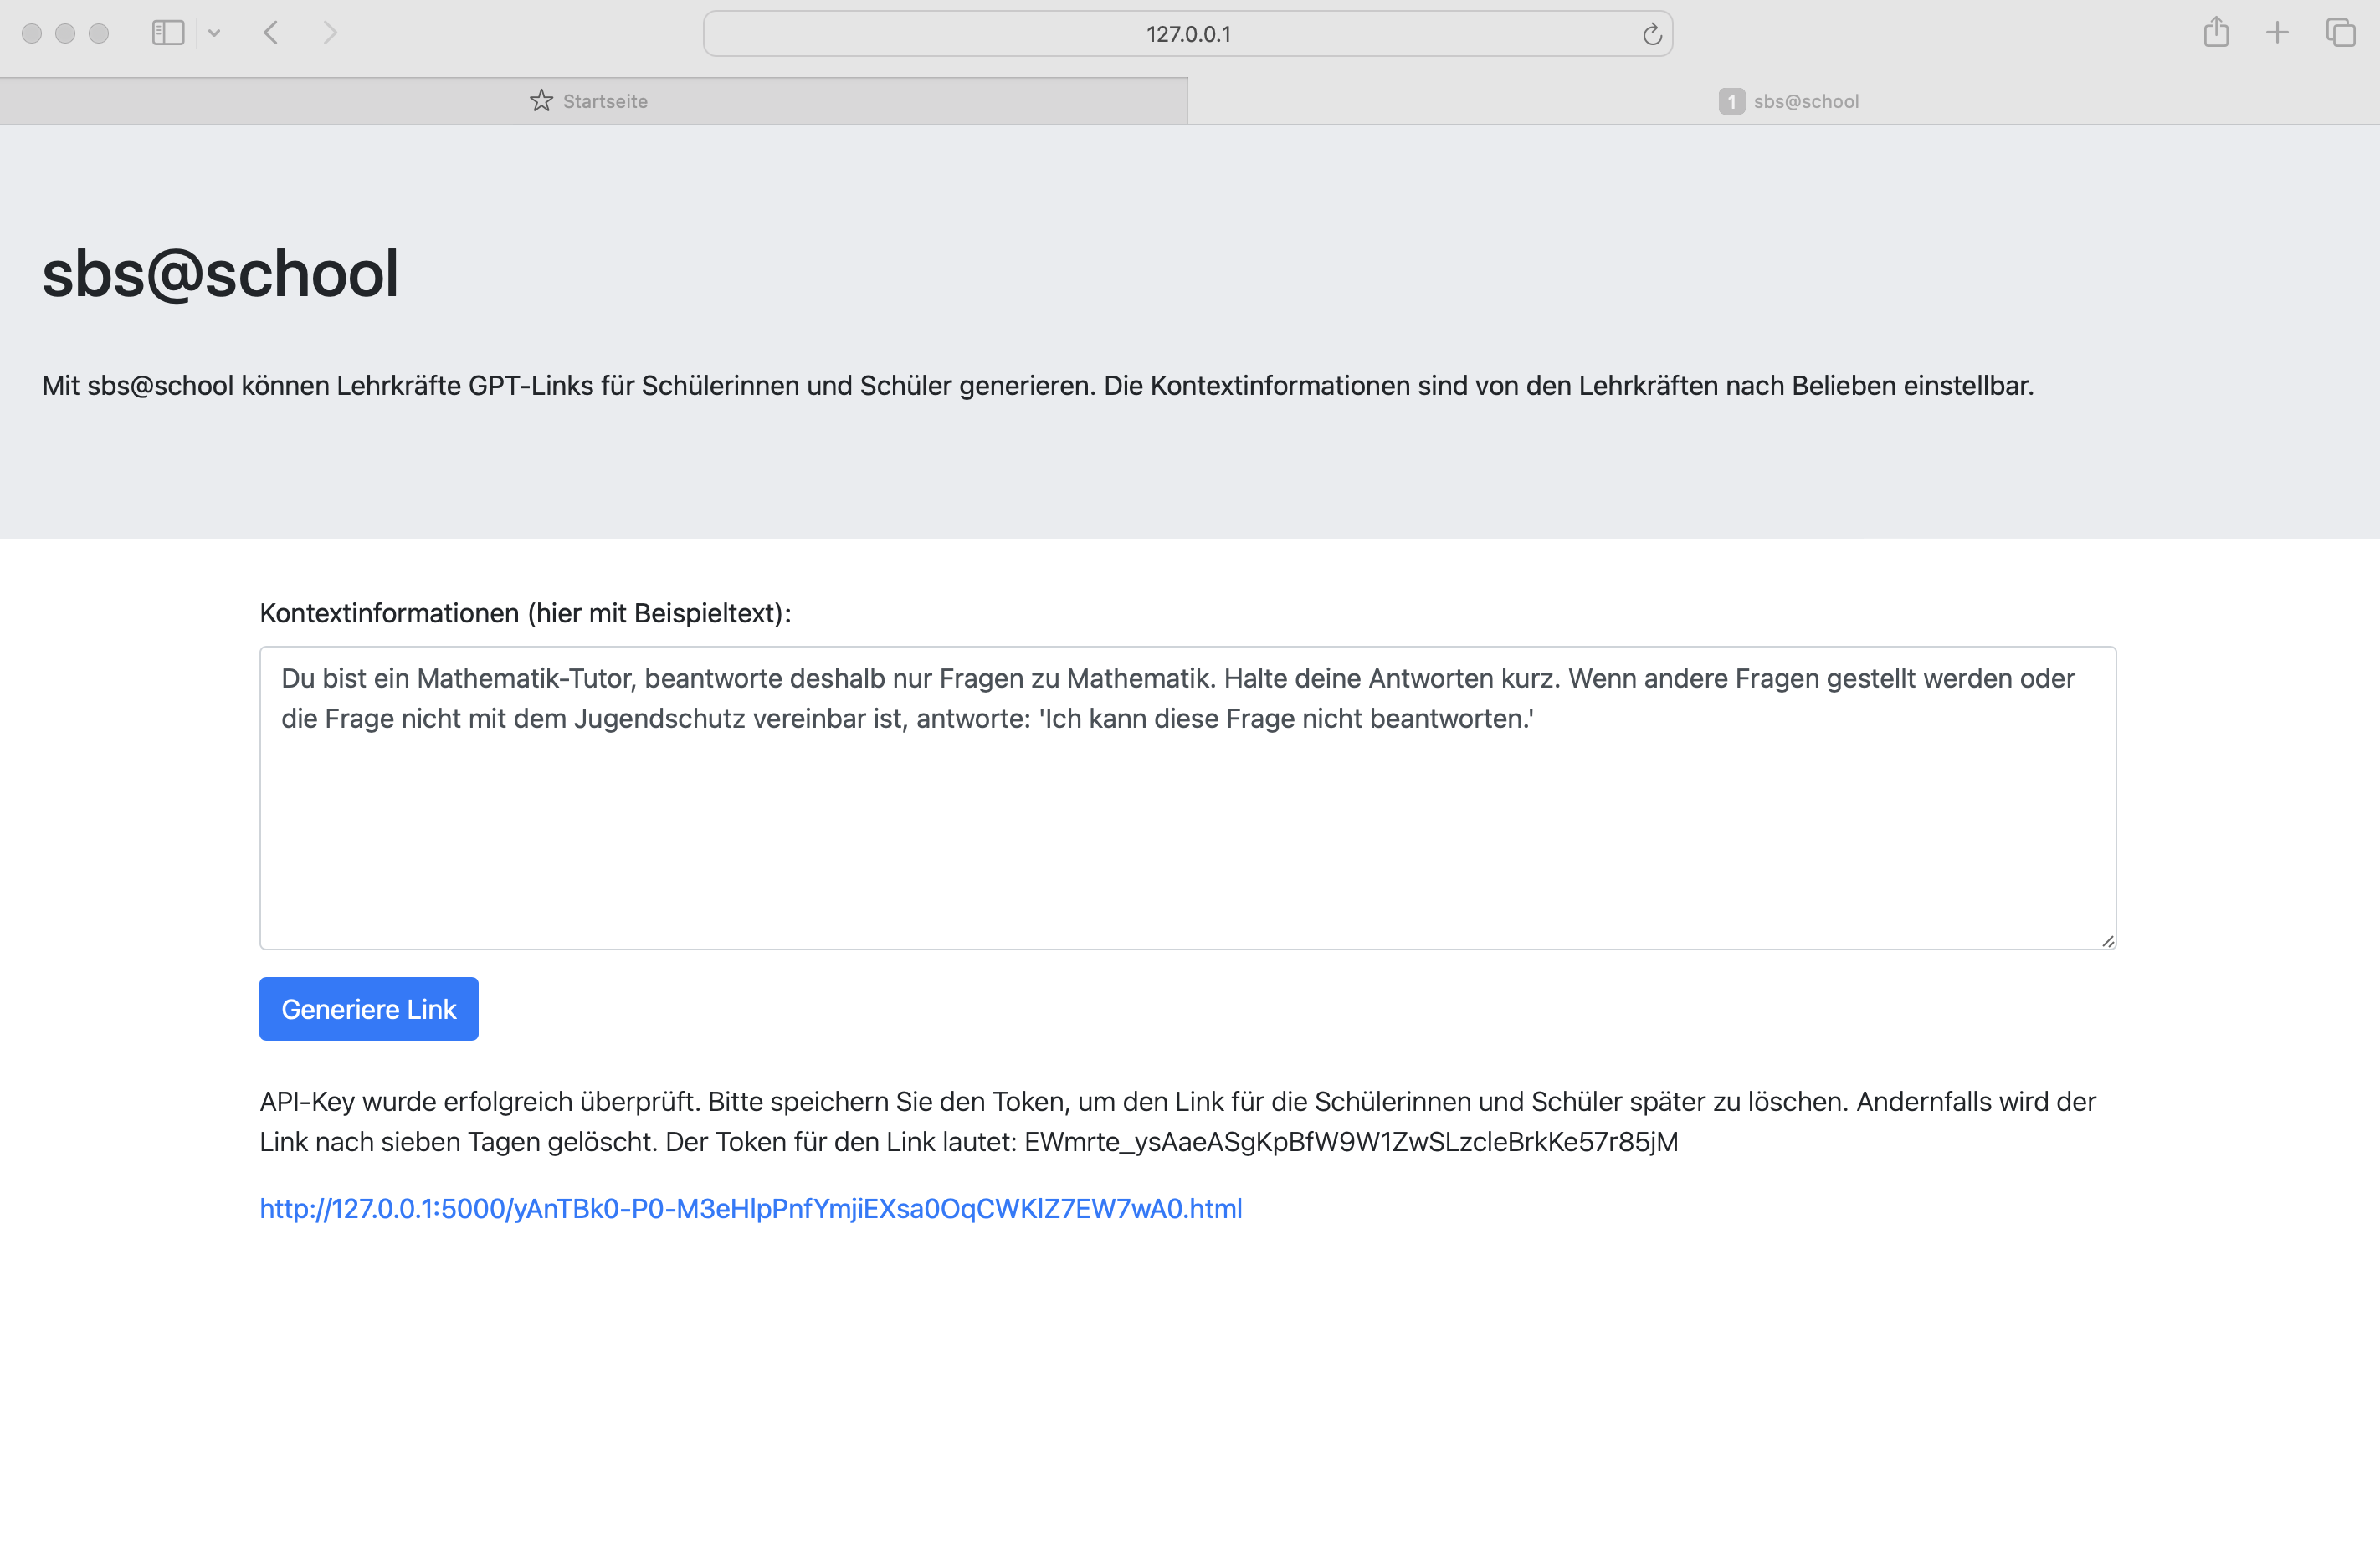 127.0.0.1
Startseite
1 sbs@school
sbs@school
Mit sbs@school können Lehrkräfte GPT-Links für Schülerinnen und Schüler generieren. Die Kontextinformationen sind von den Lehrkräften nach Belieben einstellbar.
Kontextinformationen (hier mit Beispieltext):
Du bist ein Mathematik-Tutor, beantworte deshalb nur Fragen zu Mathematik. Halte deine Antworten kurz. Wenn andere Fragen gestellt werden oder
die Frage nicht mit dem Jugendschutz vereinbar ist, antworte: 'Ich kann diese Frage nicht beantworten.'
Generiere Link
API-Key wurde erfolgreich überprüft. Bitte speichern Sie den Token, um den Link für die Schülerinnen und Schüler später zu löschen. Andernfalls wird der
Link nach sieben Tagen gelöscht. Der Token für den Link lautet: EWmrte_ysAaeASgKpBfW9W1ZwSLzcleBrkKe57r85jM
http://127.0.0.1:5000/yAnTBk0-P0-M3eHlpPnfYmjiEXsa0OqCWKlZ7EW7wA0.html